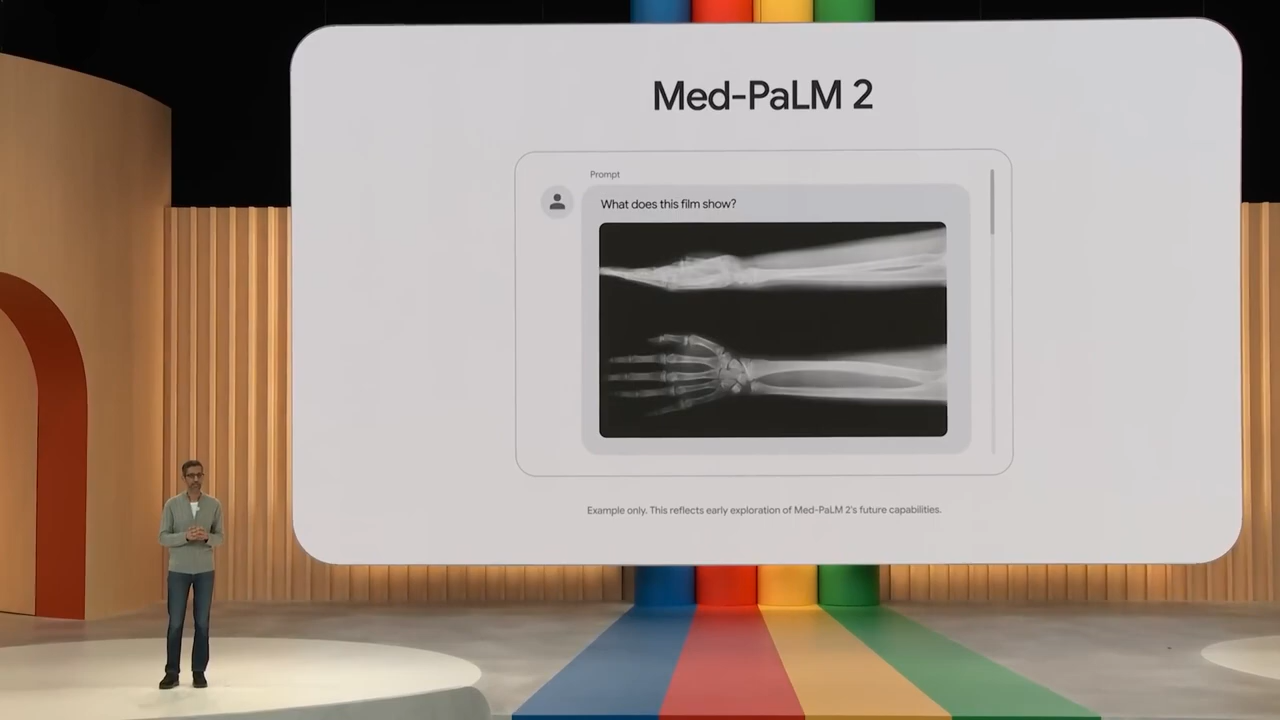 Med-PaLM 2
Prompt
What does this film show?
Example only. This reflects early exploration of Med-PaLM 2's future capabilities.